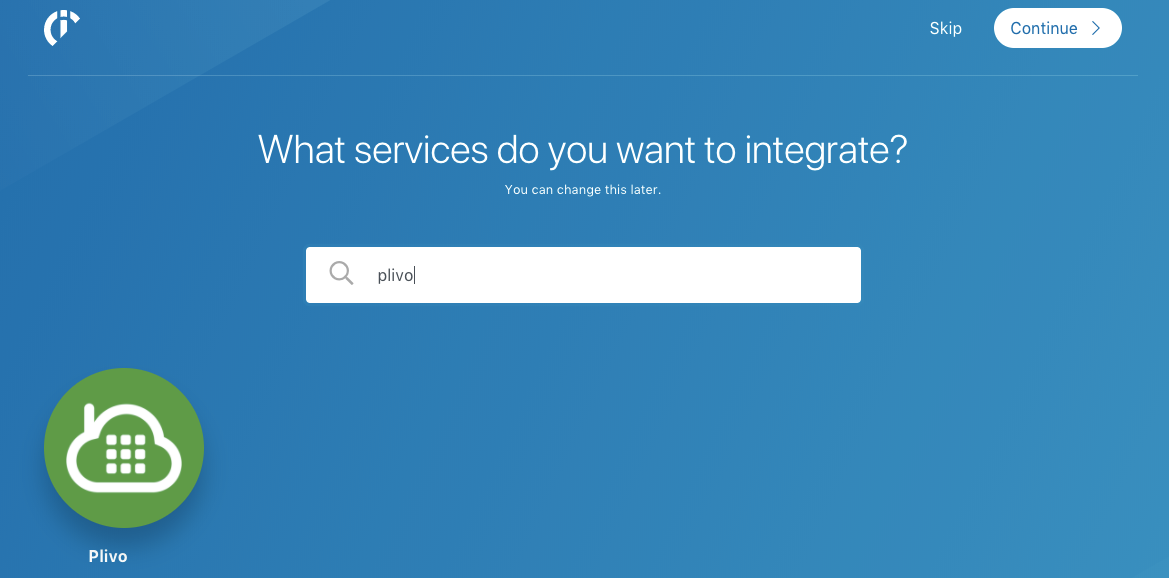 Skip
Continue
What services do you want to integrate?
You can change this later.
plivo
Plivo